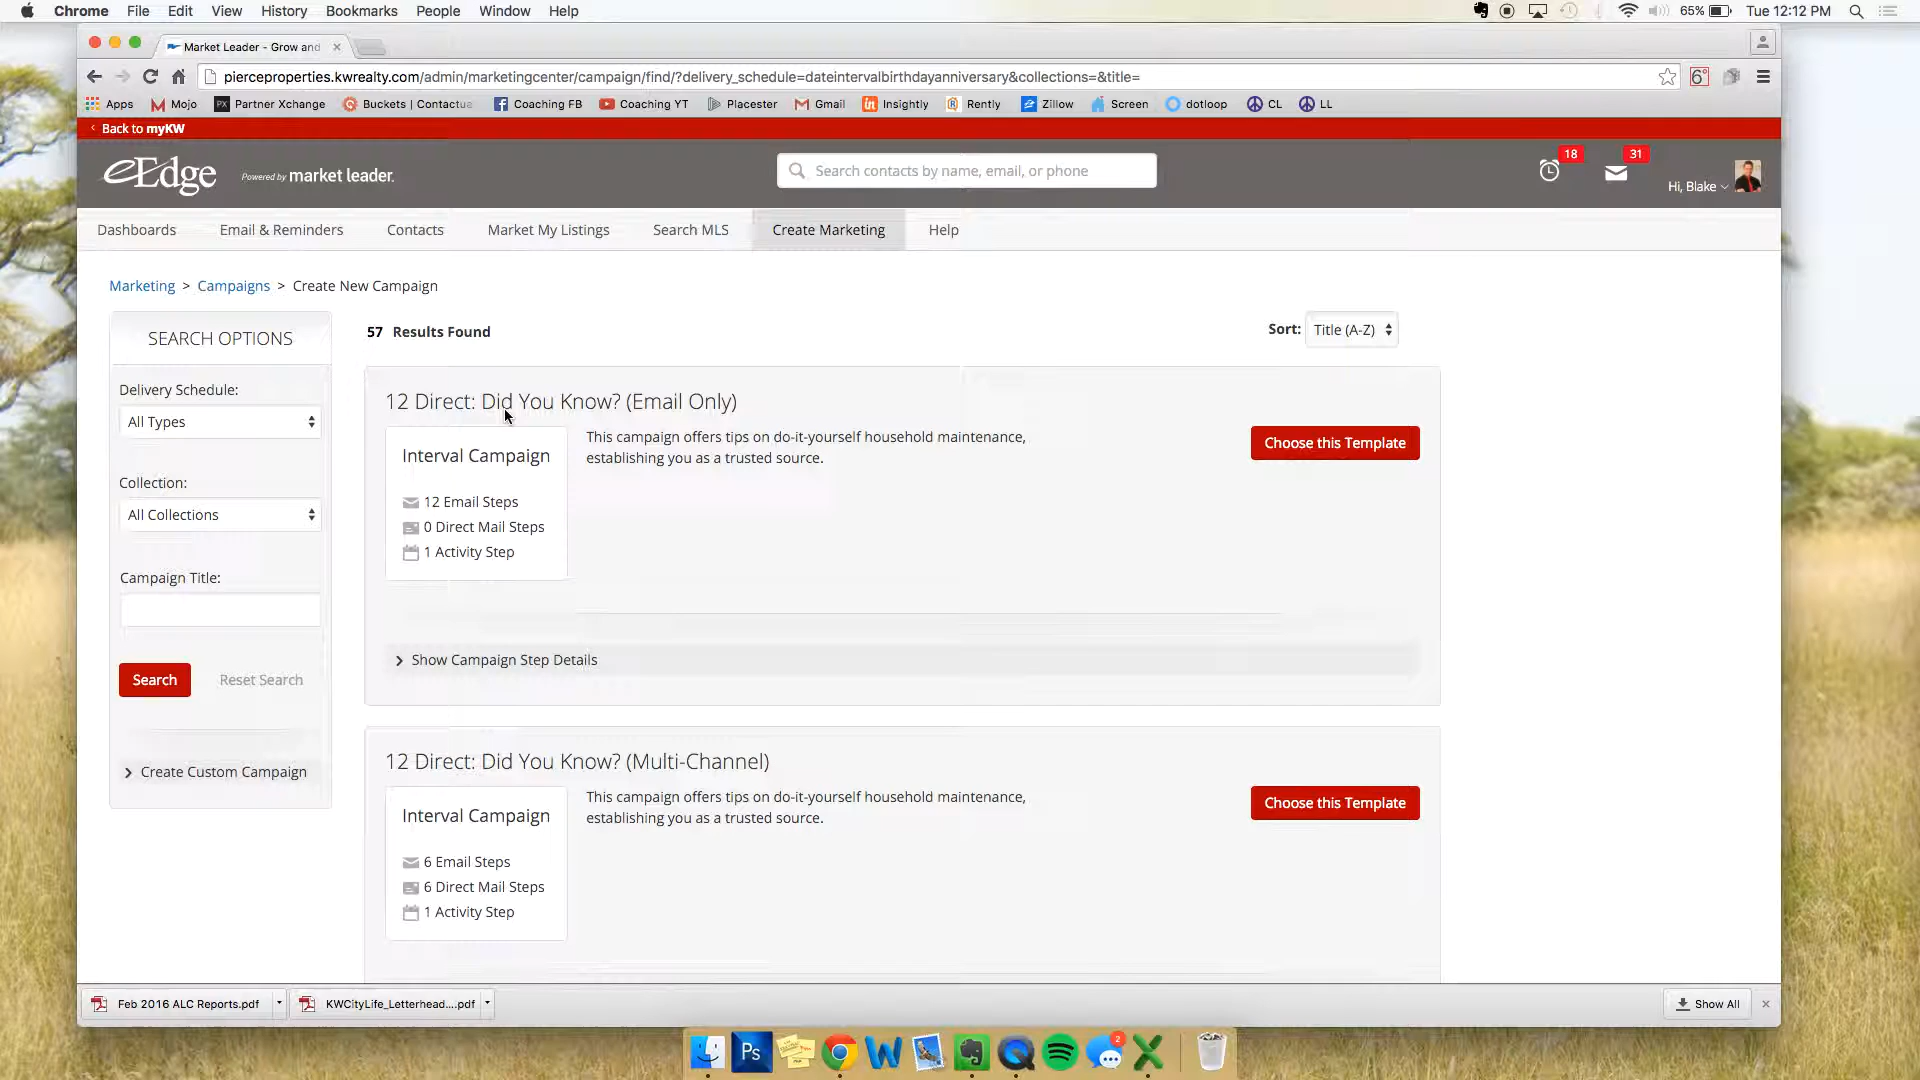 Chrome File Edit View History Bookmarks People Window Help 65% Tue 12:12 PM
Market Leader - Grow and
pierceproperties.kwrealty.com/admin/marketingcenter/campaign/find/?delivery_schedule=dateintervalbirthdayanniversary&collections=&title= 6°
Apps Mojo PX Partner Xchange Buckets | Contactua Coaching FB Coaching YT Placester Gmail in Insightly R Rently Z Zillow Screen dotloop CL LL
‹ Back to myKW
eEdge Powered by market leader. Search contacts by name, email, or phone 18 31 Hi, Blake
Dashboards Email & Reminders Contacts Market My Listings Search MLS Create Marketing Help
Marketing > Campaigns > Create New Campaign
SEARCH OPTIONS
Delivery Schedule:
All Types
Collection:
All Collections
Campaign Title:
Search Reset Search
Create Custom Campaign
57 Results Found
Sort: Title (A-Z)
12 Direct: Did You Know? (Email Only)
Interval Campaign
12 Email Steps
0 Direct Mail Steps
1 Activity Step
This campaign offers tips on do-it-yourself household maintenance,
establishing you as a trusted source.
Choose this Template
Show Campaign Step Details
12 Direct: Did You Know? (Multi-Channel)
Interval Campaign
6 Email Steps
6 Direct Mail Steps
1 Activity Step
This campaign offers tips on do-it-yourself household maintenance,
establishing you as a trusted source.
Choose this Template
Feb 2016 ALC Reports.pdf KWCityLife_Letterhead....pdf Show All
Ps W 2 X